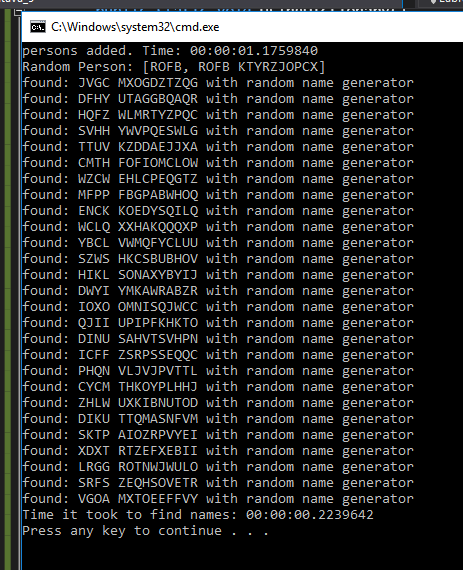 C:\Windows\system32\cmd.exe
persons added. Time: 00:00:01.1759840
Random Person: [ROFB, ROFB KTYRZJOPCX]
found: JVGC MXOGDZTZQG with random name generator
found: DFHY UTAGGBQAQR with random name generator
found: HQFZ WLMRTYZPQC with random name generator
found: SVHH YWVPQESWLG with random name generator
found: TTUV KZDDAEJJXA with random name generator
found: CMTH FOFIOMCLOW with random name generator
found: WZCW EHLCPEQGTZ with random name generator
found: MFPP FBGPABWHOQ with random name generator
found: ENCK KOEDYSQILQ with random name generator
found: WCLQ XXHAKQQQXP with random name generator
found: YBCL VWMQFYCLUU with random name generator
found: SZWS HKCSBUBHOV with random name generator
found: HIKL SONAXYBYIJ with random name generator
found: DWYI YMKAWRABZR with random name generator
found: IOXO OMNISQJWCC with random name generator
found: QJII UPIPFKHKTO with random name generator
found: DINU SAHVTSVHPN with random name generator
found: ICFF ZSRPSSEQQC with random name generator
found: PHQN VLJVJPVTTL with random name generator
found: CYCM THKOYPLHHJ with random name generator
found: ZHLW UXKIBNUTOD with random name generator
found: DIKU TTQMASNFVM with random name generator
found: SKTP AIOZRPVYEI with random name generator
found: XDXT RTZEFXEBII with random name generator
found: LRGG ROTNWJWULO with random name generator
found: SRFS ZEQHSOVETR with random name generator
found: VGOA MXTOEEFFVY with random name generator
Time it took to find names: 00:00:00.2239642
Press any key to continue . . .